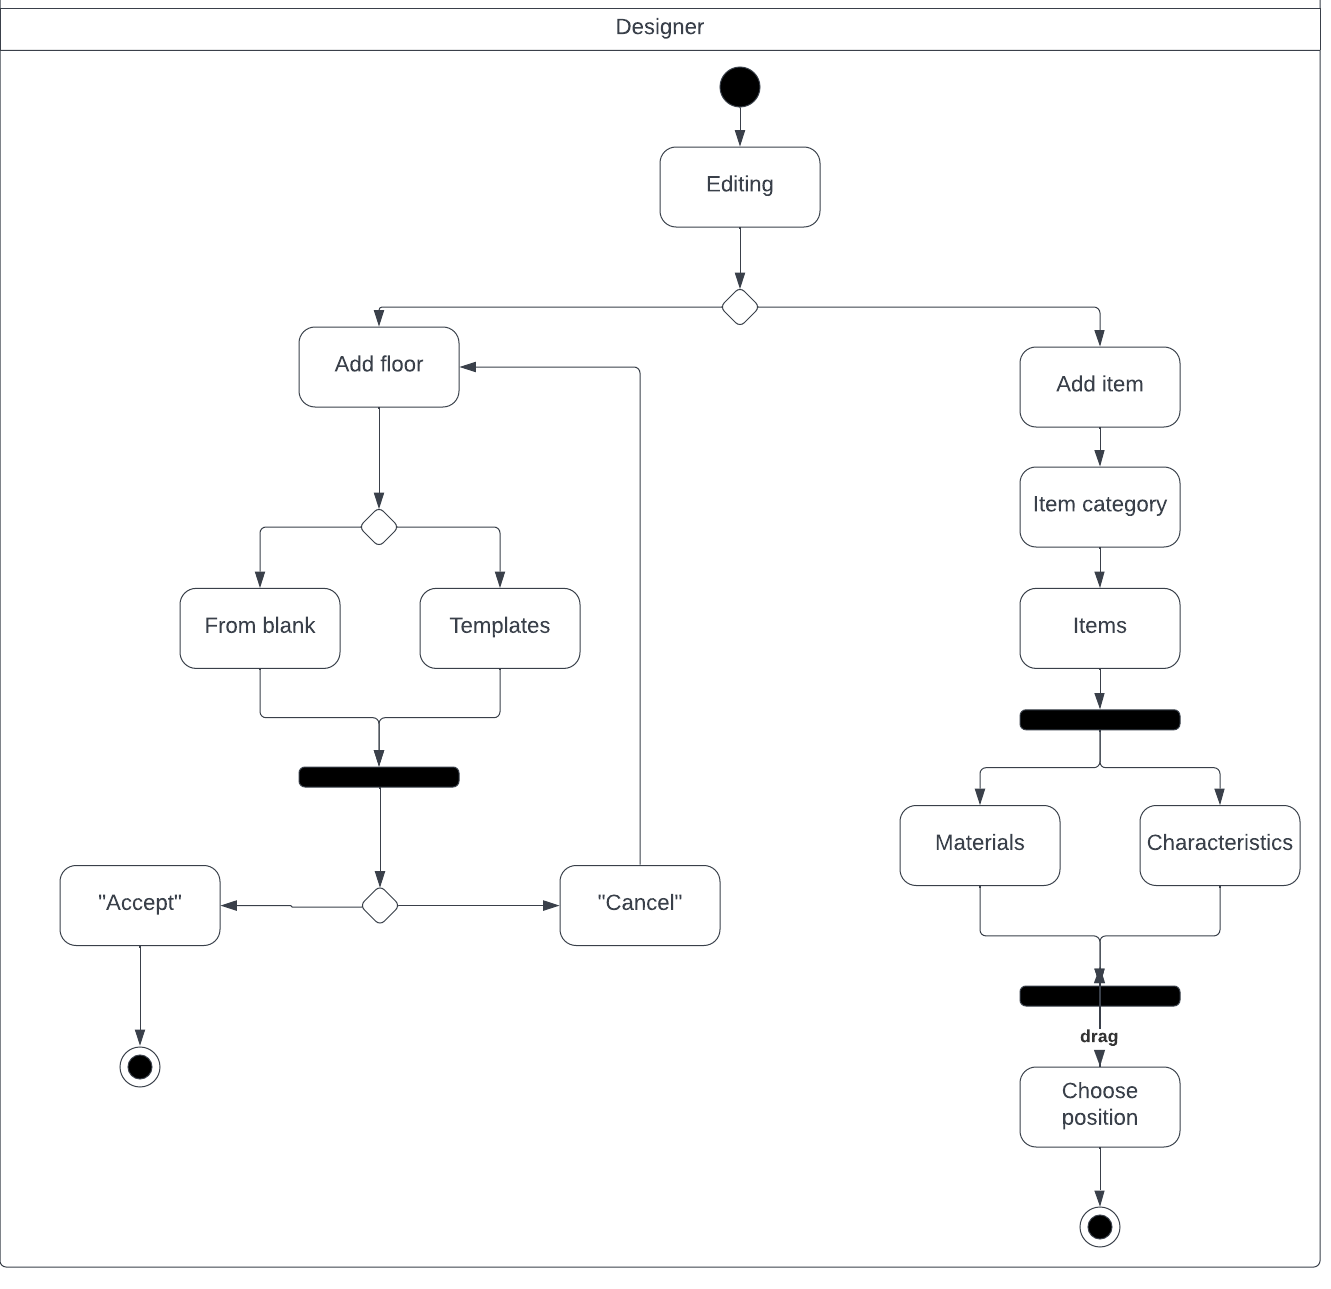 Designer
Editing
Add floor
Add item
Item category
From blank
Templates
Items
Materials
Characteristics
"Accept"
"Cancel"
drag
Choose
position